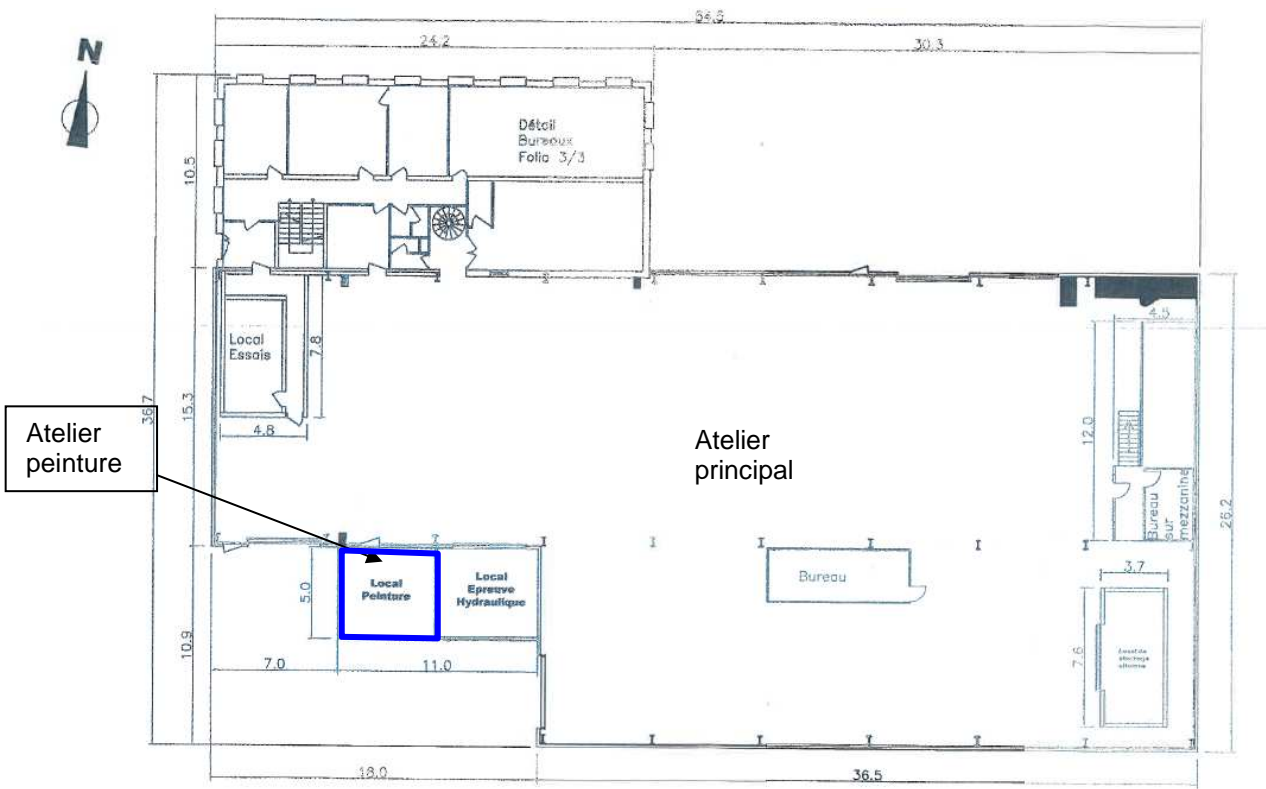 54.5
24.2
30.3
N
Détail
Bureaux
Folio 3/3
10.5
4.5
Local
Essais
7.8
36.7
15.3
Atelier
peinture
4.8
Atelier
principal
12.0
Bureau
sur
mezzanine
26.2
Local
Peinture
Local
Epreuve
Hydraulique
5.0
Bureau
3.7
7.6
10.9
7.0
11.0
18.0
36.5